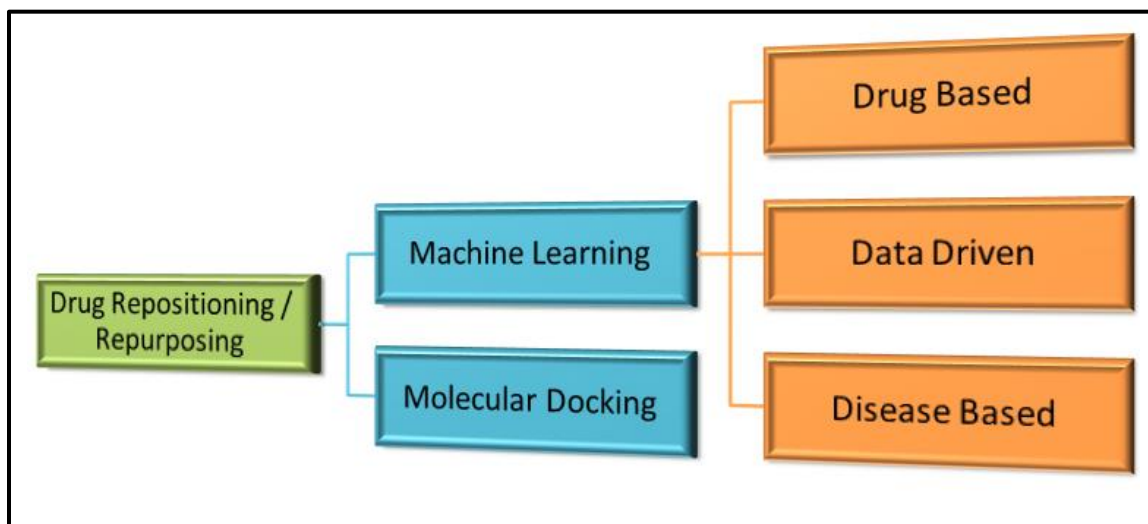 Drug Repositioning /
Repurposing
Machine Learning
Molecular Docking
Drug Based
Data Driven
Disease Based